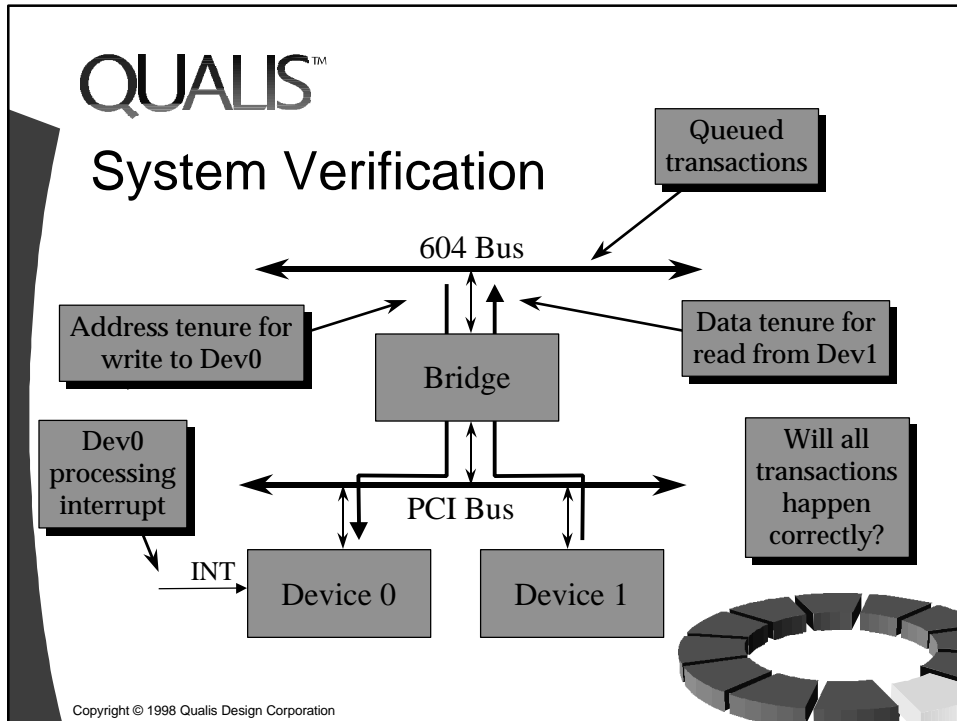 QUALIS™
System Verification
Queued
transactions
604 Bus
Address tenure for
write to Dev0
Data tenure for
read from Dev1
Bridge
Dev0
processing
interrupt
Will all
transactions
happen
correctly?
PCI Bus
INT
Device 0
Device 1
Copyright © 1998 Qualis Design Corporation